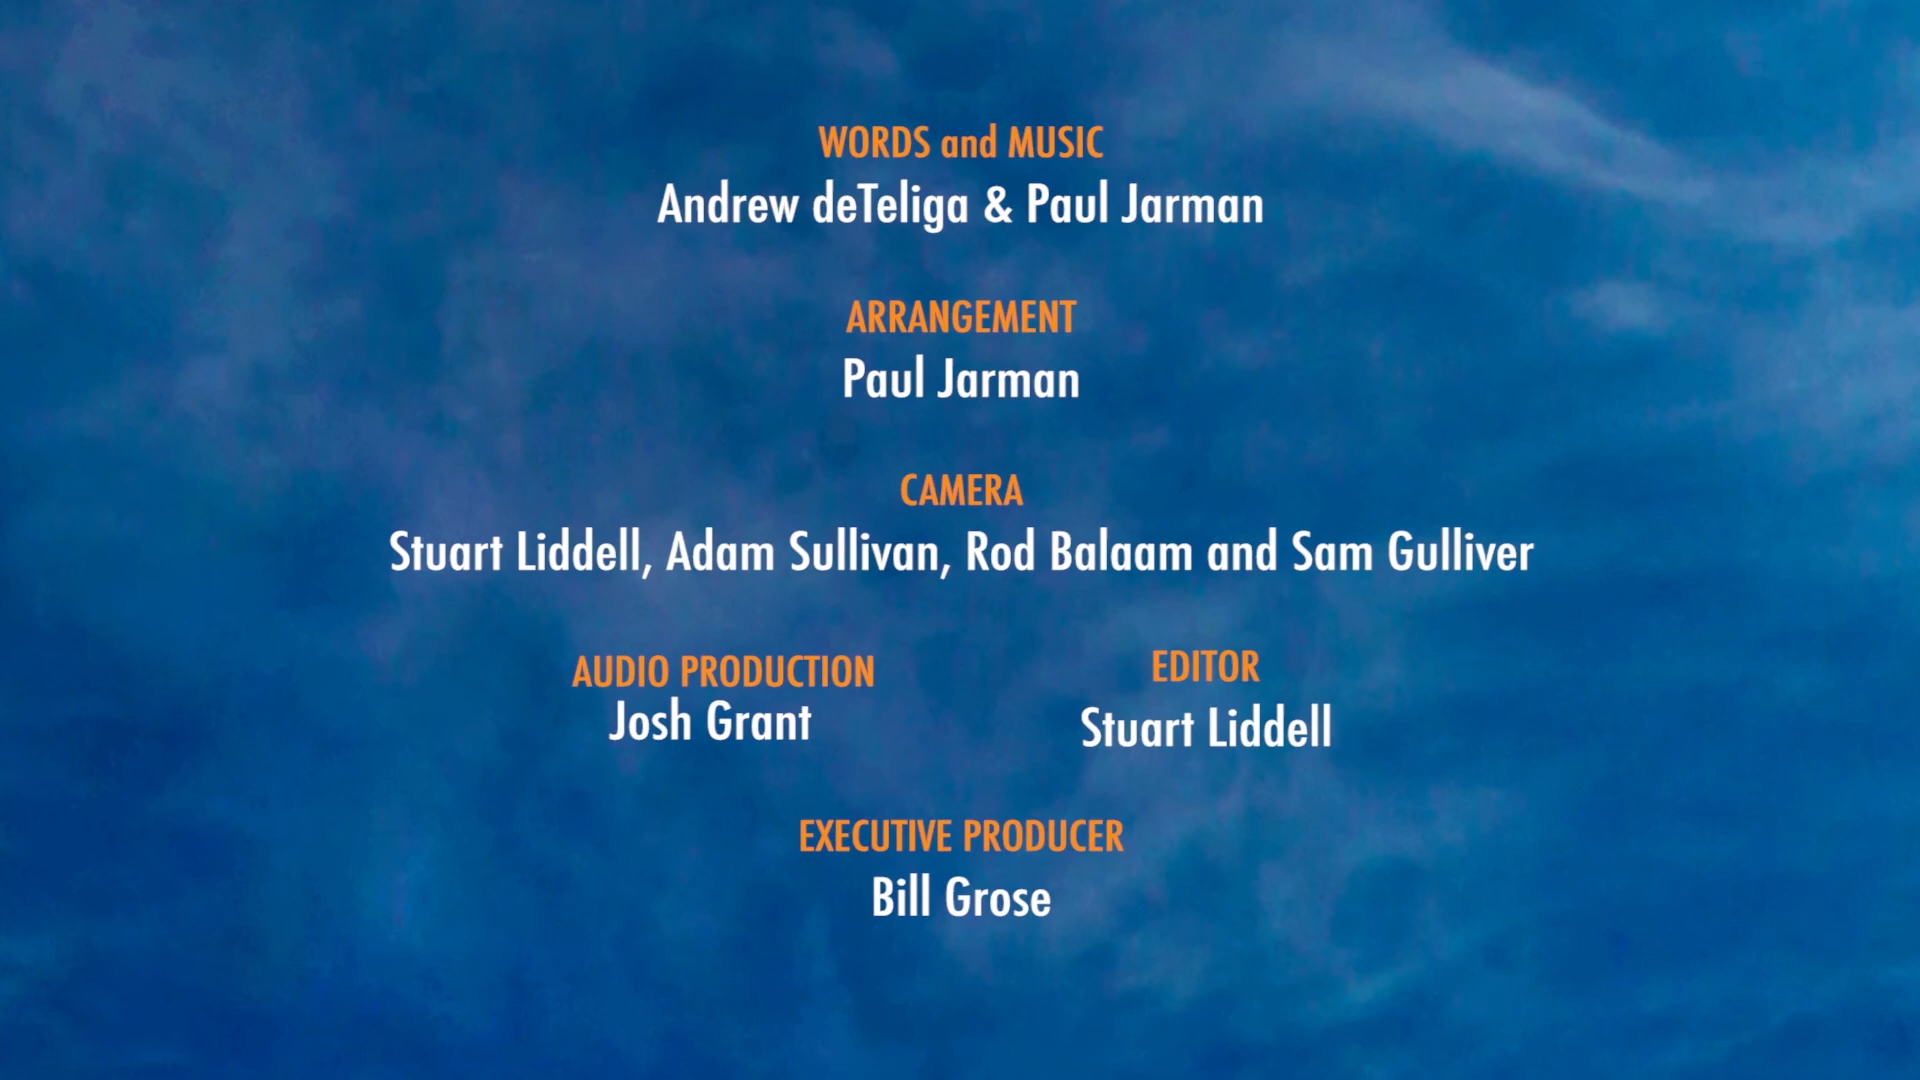 WORDS and MUSIC
Andrew deTeliga & Paul Jarman
ARRANGEMENT
Paul Jarman
CAMERA
Stuart Liddell, Adam Sullivan, Rod Balaam and Sam Gulliver
AUDIO PRODUCTION
Josh Grant
EDITOR
Stuart Liddell
EXECUTIVE PRODUCER
Bill Grose